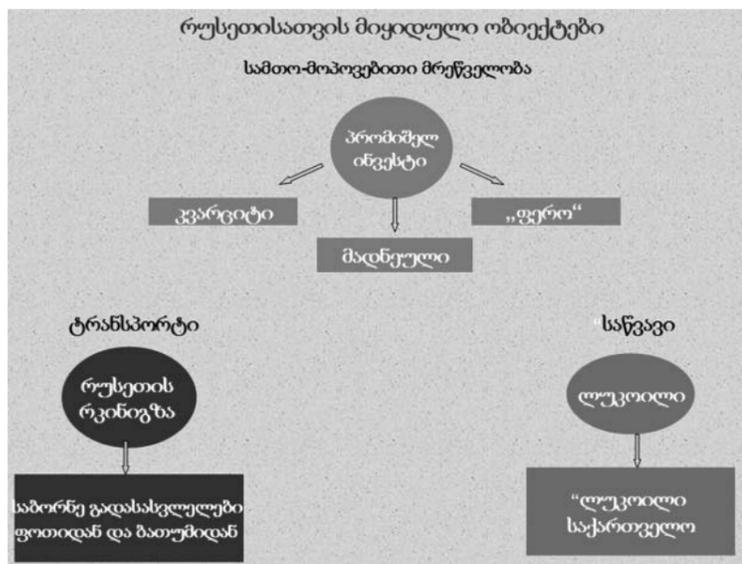 რუსეთისათვის მიყიდული ობიექტები
სამთო-მოპოვებითი მრეწველობა
პრომიშელ
ინვესტი
კვარციტი
„ფერო“
მადნეული
ტრანსპორტი
“საწვავი
რუსეთის
რკინიგზა
ლუკოილი
საბორნე გადასასვლელები
ფოთიდან და ბათუმიდან
“ლუკოილი
საქართველო